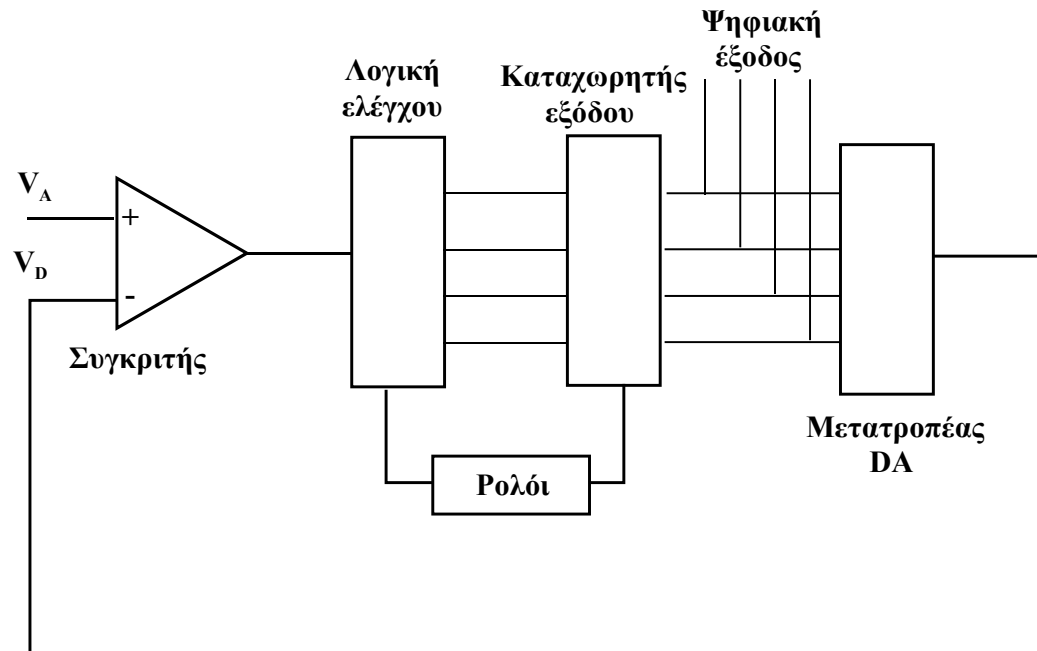 Ψηφιακή
έξοδος
Λογική
ελέγχου
Καταχωρητής
εξόδου
V_A
+
V_D
-
Συγκριτής
Μετατροπέας
DA
Ρολόι